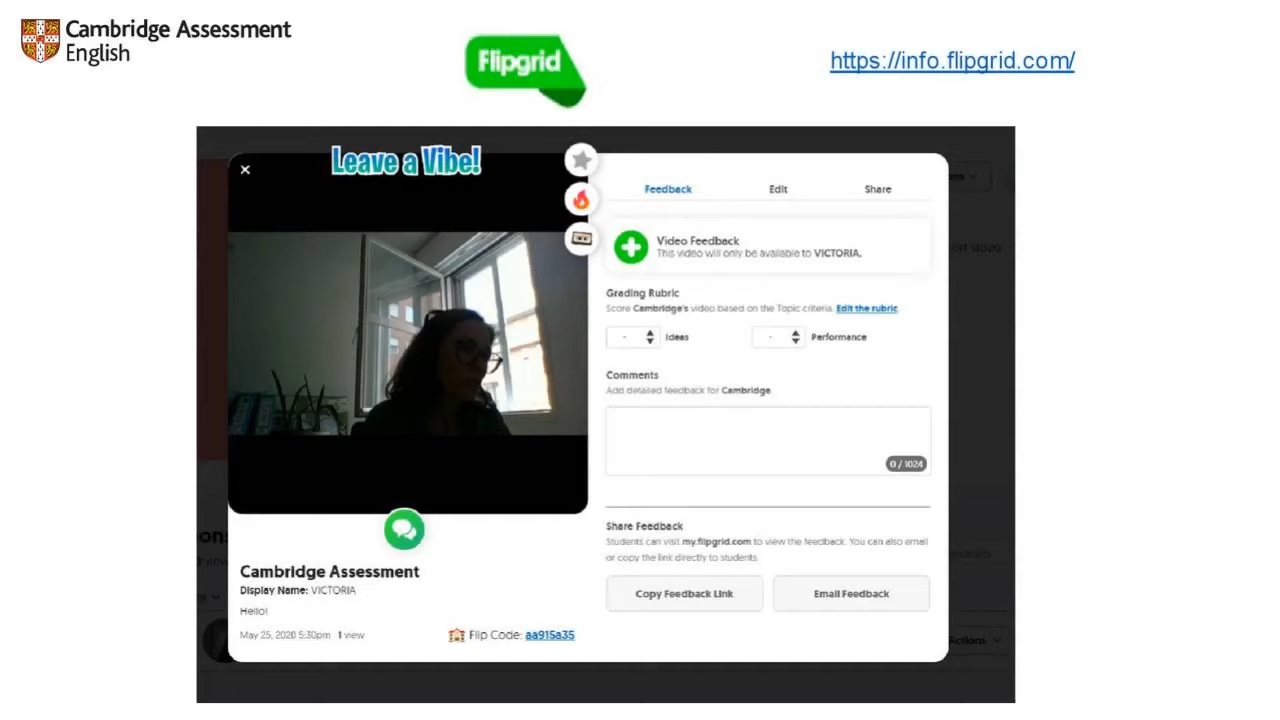 Cambridge Assessment
English
Flipgrid
https://info.flipgrid.com/
Leave a Vibe!
Feedback
Edit
Share
Video Feedback
This video will only be available to VICTORIA.
Grading Rubric
Score Cambridge's video based on the Topic criteria. Edit the rubric
- Ideas
- Performance
Comments
Add detailed feedback for Cambridge
0 / 1024
Share Feedback
Students can visit my.flipgrid.com to view the feedback. You can also email
or copy the link directly to students.
Copy Feedback Link
Email Feedback
Cambridge Assessment
Display Name: VICTORIA
Hello!
May 25, 2020 5:30pm 1 view
Flip Code: aa915a35